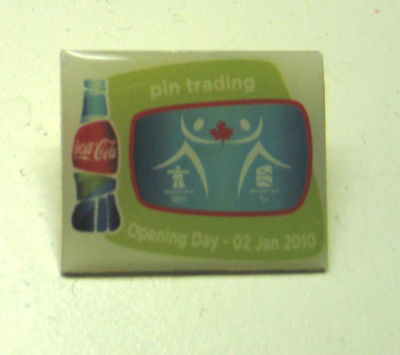 pin trading
Coca-Cola
Opening Day - 02 Jan 2010